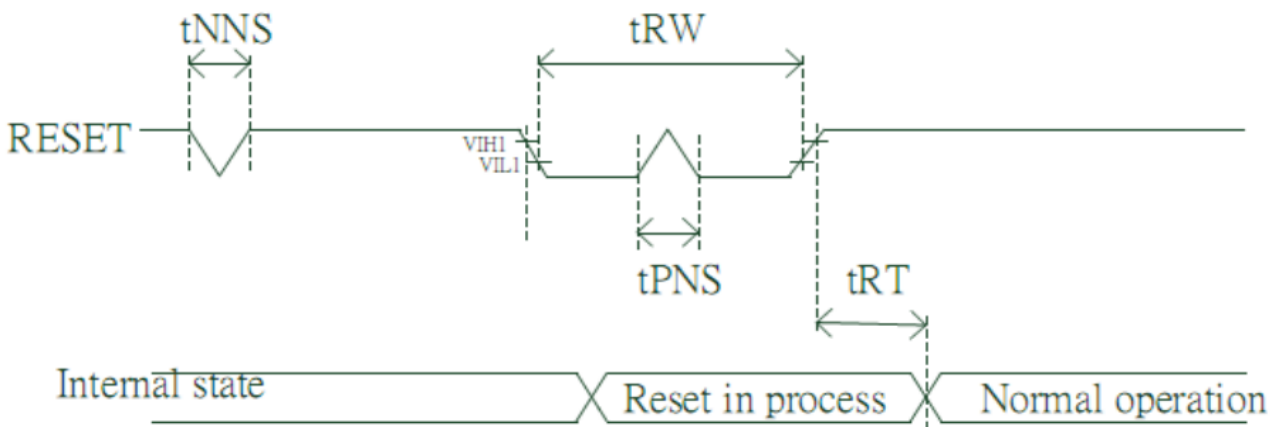 tNNS
tRW
RESET
VIH1
VIL1
tPNS
tRT
Internal state
Reset in process
Normal operation